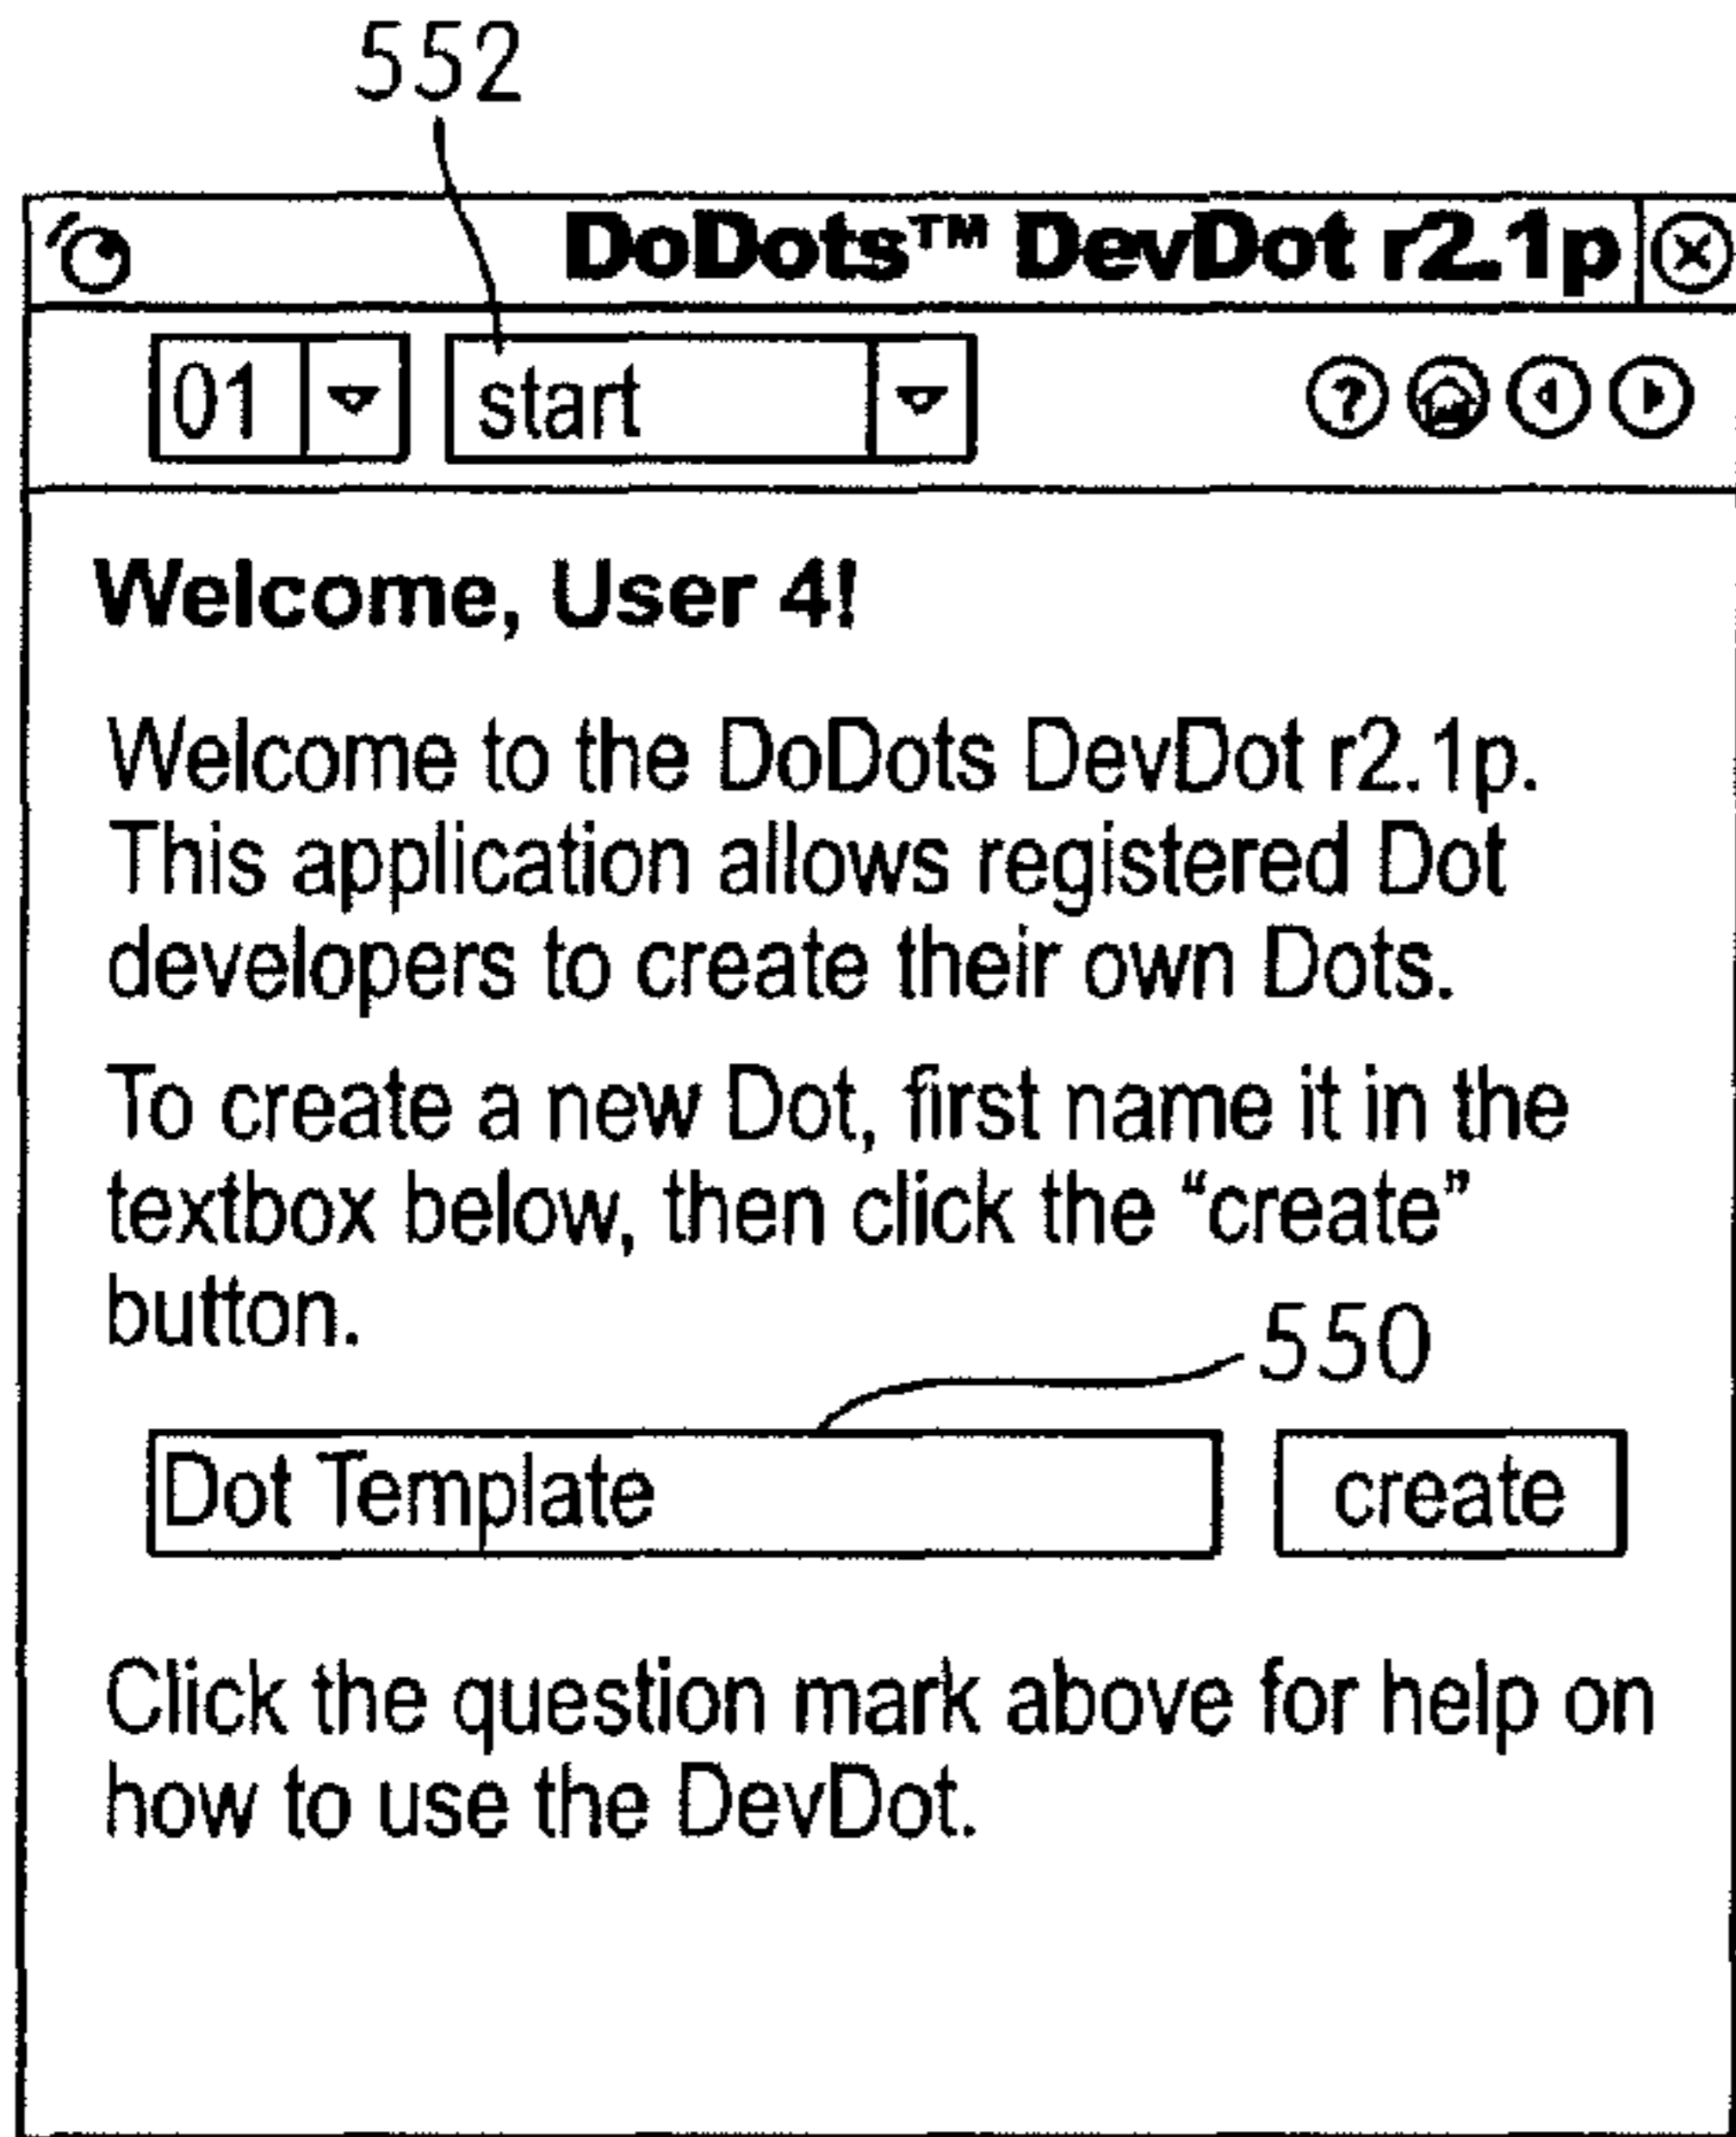 552
DoDots™ DevDot r2.1p
01 start ?
Welcome, User 4!
Welcome to the DoDots DevDot r2.1p.
This application allows registered Dot
developers to create their own Dots.
To create a new Dot, first name it in the
textbox below, then click the “create”
button.
550
Dot Template create
Click the question mark above for help on
how to use the DevDot.